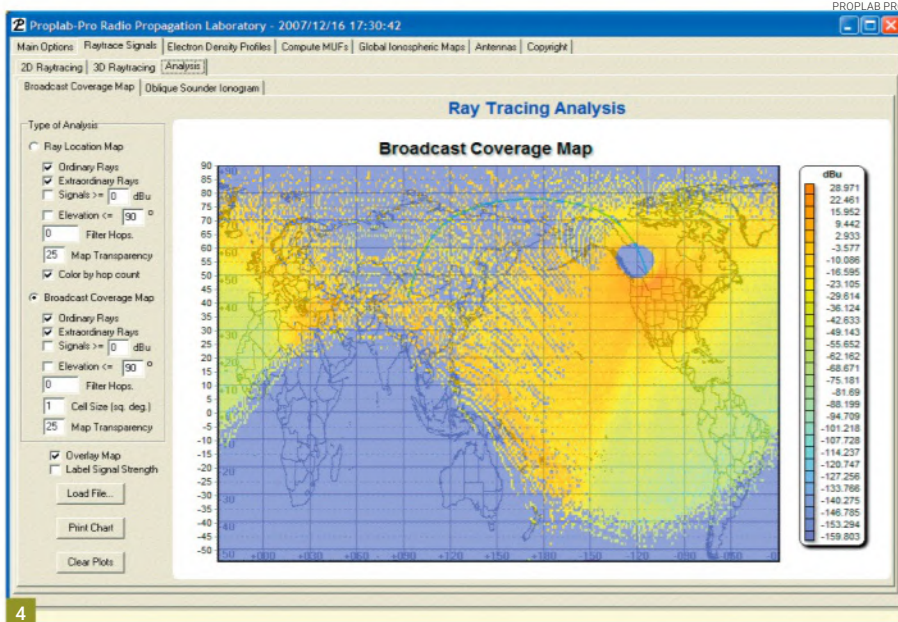 PROPLAB PR
Proplab-Pro Radio Propagation Laboratory - 2007/12/16 17:30:42
Main Options Raytrace Signals Electron Density Profiles Compute MUFs Global Ionospheric Maps Antennas Copyright
2D Raytracing 3D Raytracing Analysis
Broadcast Coverage Map Oblique Sounder Ionogram
Ray Tracing Analysis
Type of Analysis
Ray Location Map
Ordinary Rays
Extraordinary Rays
Signals >= 0 dBu
Elevation <= 90 °
0 Filter Hops.
25 Map Transparency
Color by hop count
Broadcast Coverage Map
Ordinary Rays
Extraordinary Rays
Signals >= 0 dBu
Elevation <= 90 °
0 Filter Hops.
1 Cell Size (sq. deg.)
25 Map Transparency
Overlay Map
Label Signal Strength
Load File...
Print Chart
Clear Plots
Broadcast Coverage Map
90
85
80
75
70
65
60
55
50
45
40
35
30
25
20
15
10
5
0
-5
-10
-15
-20
-25
-30
-35
-40
-45
-50
+000 +030 +060 +090 +120 +150 +180 -150 -120
dBu
28.971
22.461
15.952
9.442
2.933
-3.577
-10.086
-16.595
-23.105
-29.614
-36.124
-42.633
-49.143
-55.652
-62.162
-68.671
-75.181
-81.69
-88.199
-94.709
-101.218
-107.728
-114.237
-120.747
-127.256
-133.766
-140.275
-146.785
-153.294
-159.803
4